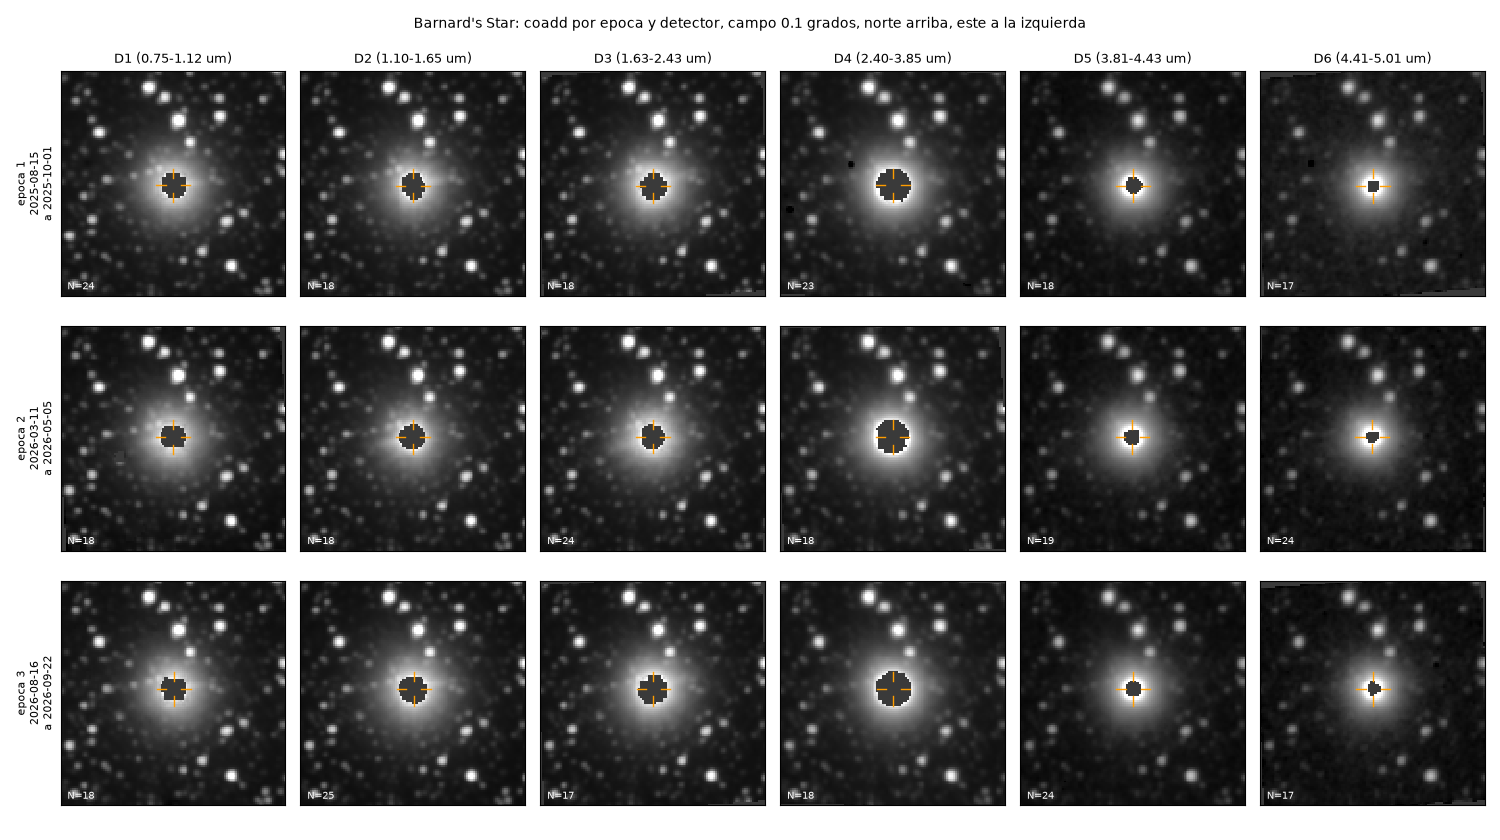 Barnard's Star: coadd por epoca y detector, campo 0.1 grados, norte arriba, este a la izquierda
D1 (0.75-1.12 um)
D2 (1.10-1.65 um)
D3 (1.63-2.43 um)
D4 (2.40-3.85 um)
D5 (3.81-4.43 um)
D6 (4.41-5.01 um)
epoca 1
2025-08-15
a 2025-10-01
N=24
N=18
N=18
N=23
N=18
N=17
epoca 2
2026-03-11
a 2026-05-05
N=18
N=18
N=24
N=18
N=19
N=24
epoca 3
2026-08-16
a 2026-09-22
N=18
N=25
N=17
N=18
N=24
N=17